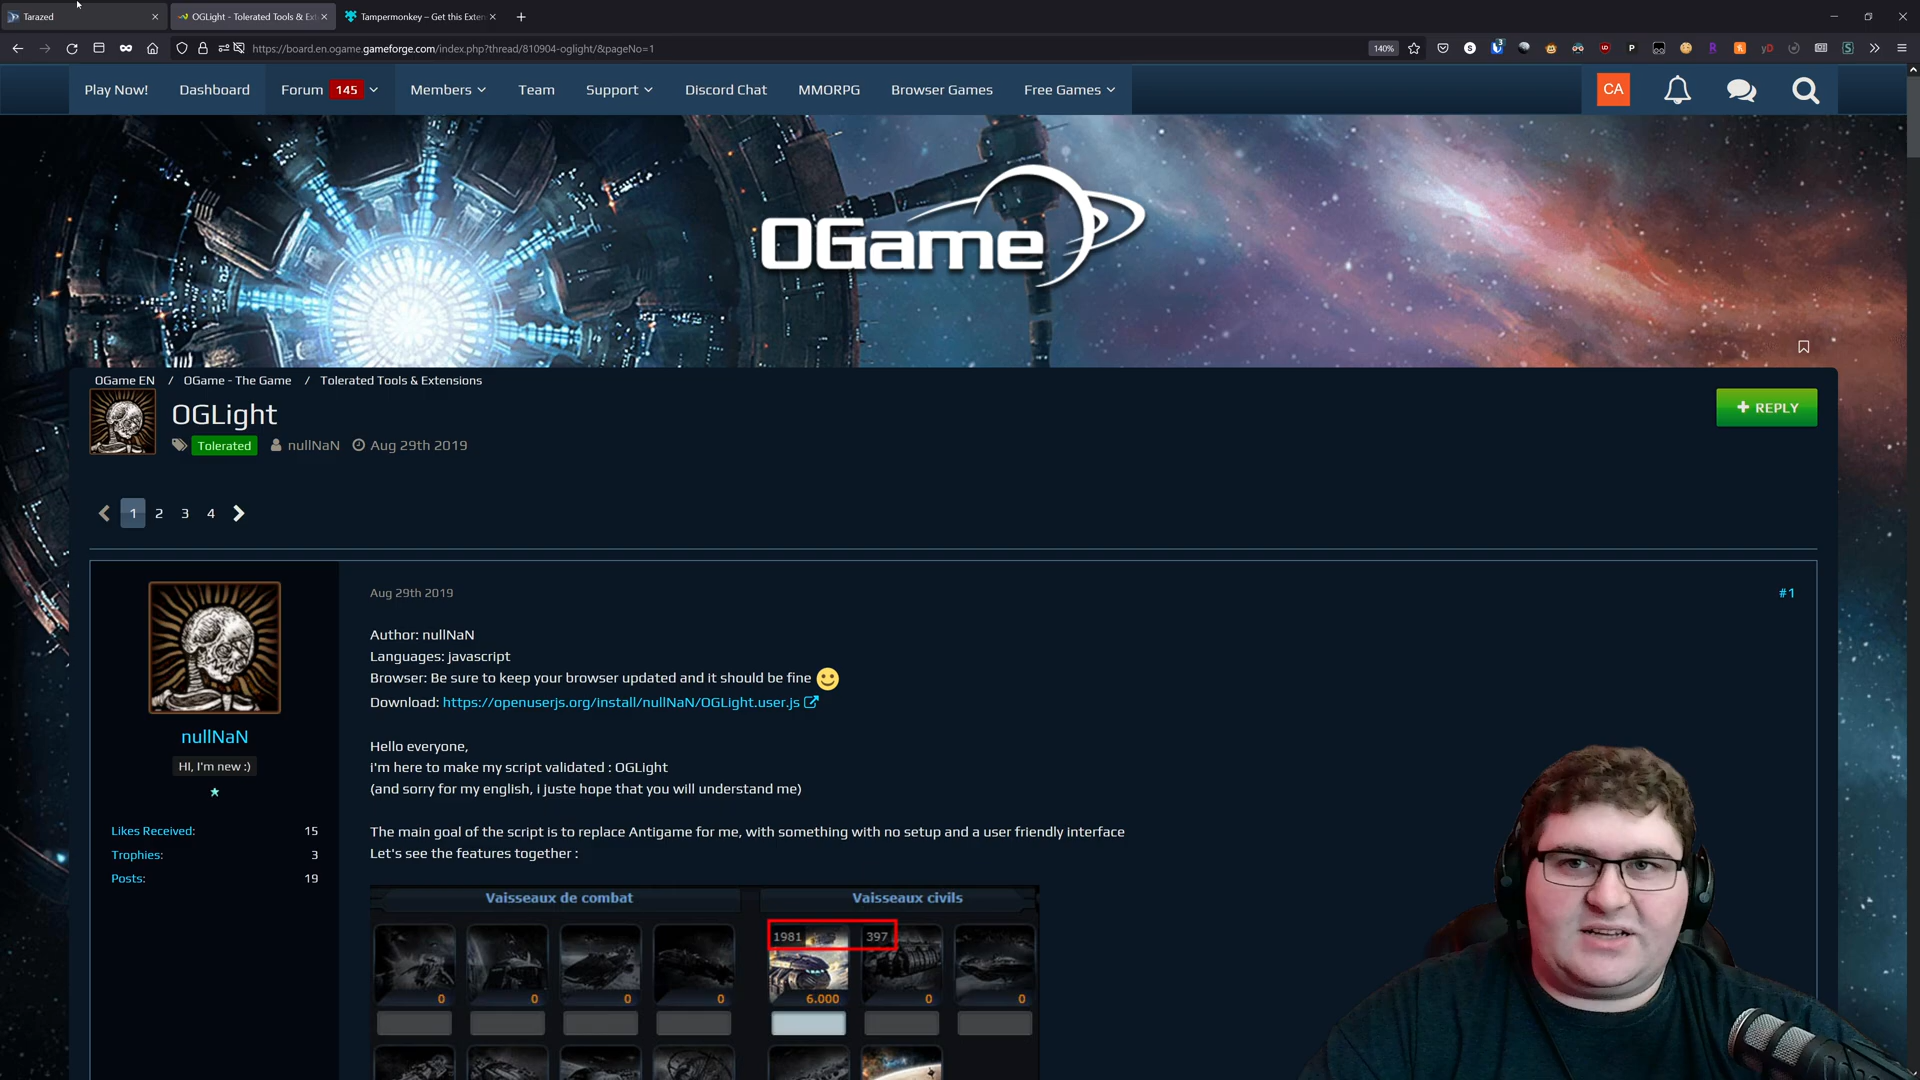 Tarazed
OGLight - Tolerated Tools & Ext
Tampermonkey – Get this Exten
https://board.en.ogame.gameforge.com/index.php?thread/810904-oglight/&pageNo=1
140%
Play Now!
Dashboard
Forum 145
Members
Team
Support
Discord Chat
MMORPG
Browser Games
Free Games
CA
OGame
OGame EN / OGame - The Game / Tolerated Tools & Extensions
OGLight
Tolerated nullNaN Aug 29th 2019
+ REPLY
1 2 3 4
Aug 29th 2019
#1
Author: nullNaN
Languages: javascript
Browser: Be sure to keep your browser updated and it should be fine
Download: https://openuserjs.org/install/nullNaN/OGLight.user.js
nullNaN
HI, I'm new :)
Likes Received: 15
Trophies: 3
Posts: 19
Hello everyone,
i'm here to make my script validated : OGLight
(and sorry for my english, i juste hope that you will understand me)
The main goal of the script is to replace Antigame for me, with something with no setup and a user friendly interface
Let's see the features together :
Vaisseaux de combat
Vaisseaux civils
1981 397
0 0 0 0 6.000 0 0